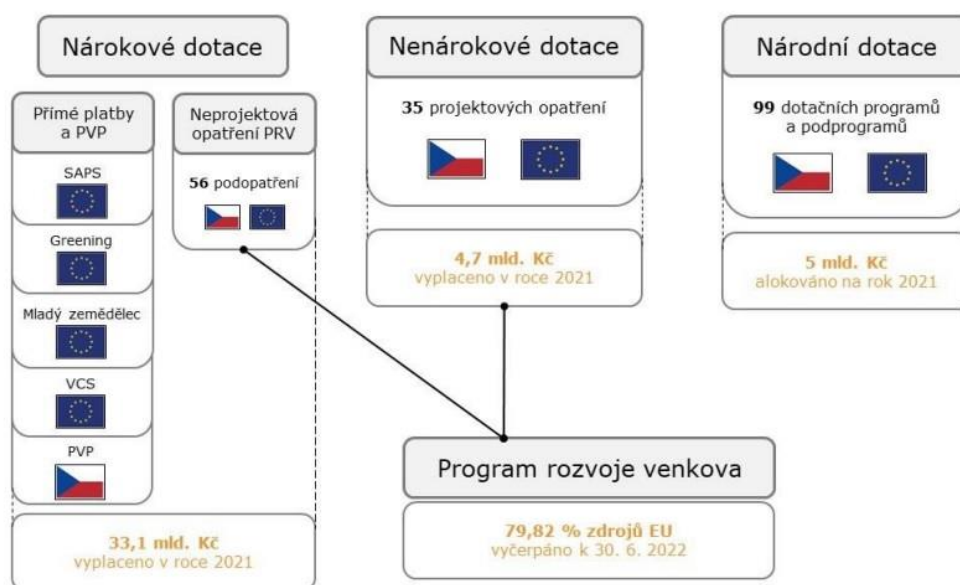 Nárokové dotace
Přímé platby
a PVP
SAPS
Greening
Mladý zemědělec
VCS
PVP
Neprojektová
opatření PRV
56 podopatření
33,1 mld. Kč
vyplaceno v roce 2021
Nenárokové dotace
35 projektových opatření
4,7 mld. Kč
vyplaceno v roce 2021
Národní dotace
99 dotačních programů
a podprogramů
5 mld. Kč
alokováno na rok 2021
Program rozvoje venkova
79,82 % zdrojů EU
vyčerpáno k 30. 6. 2022